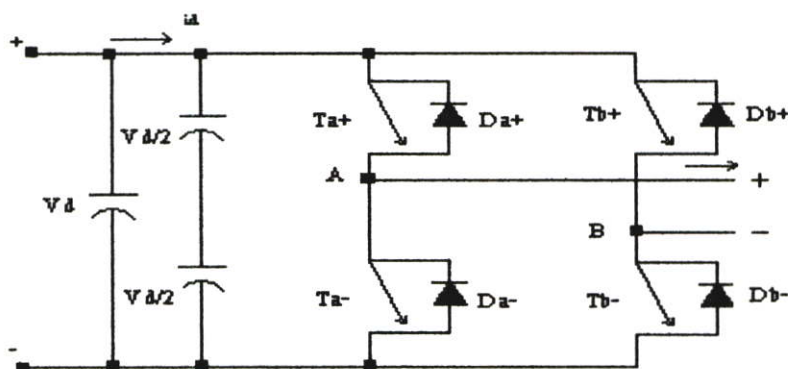 + id
Ta+ Da+ Tb+ Db+
Vd/2
A +
Vd
B −
Vd/2
Ta- Da- Tb- Db-
-